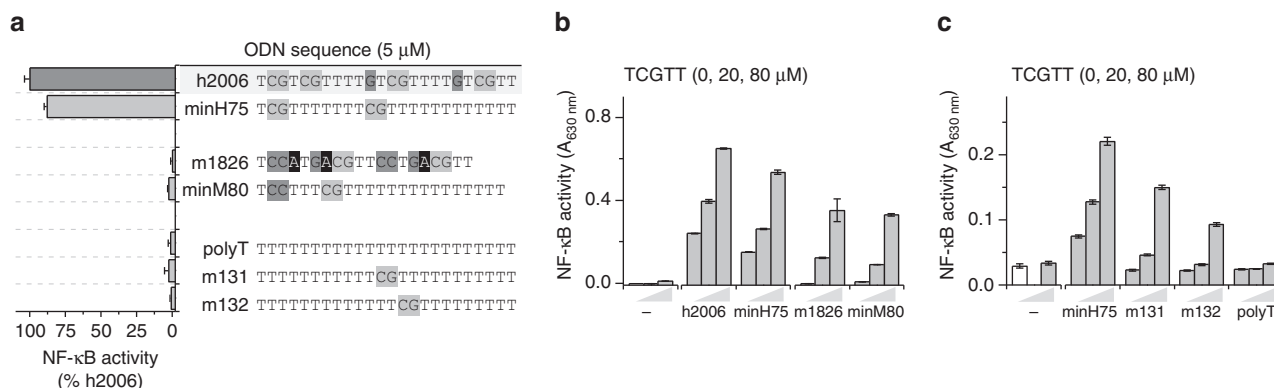 a
ODN sequence (5 μM)
h2006 TCGTCGTTTTGTCGTTTTGTCGTT
minH75 TCGTTTTTTTCGTTTTTTTTTTTT
m1826 TCCATGACGTTCCTGACGTT
minM80 TCCTTTCGTTTTTTTTTTTTTTT
polyT TTTTTTTTTTTTTTTTTTTTTTTT
m131 TTTTTTTTTTTCGTTTTTTTTTTT
m132 TTTTTTTTTTTTTCGTTTTTTTTT
100 75 50 25 0
NF-κB activity
(% h2006)
b
TCGTT (0, 20, 80 μM)
NF-κB activity (A630 nm)
0.8
0.4
0.0
– h2006 minH75 m1826 minM80
c
TCGTT (0, 20, 80 μM)
NF-κB activity (A630 nm)
0.2
0.1
0.0
– minH75 m131 m132 polyT